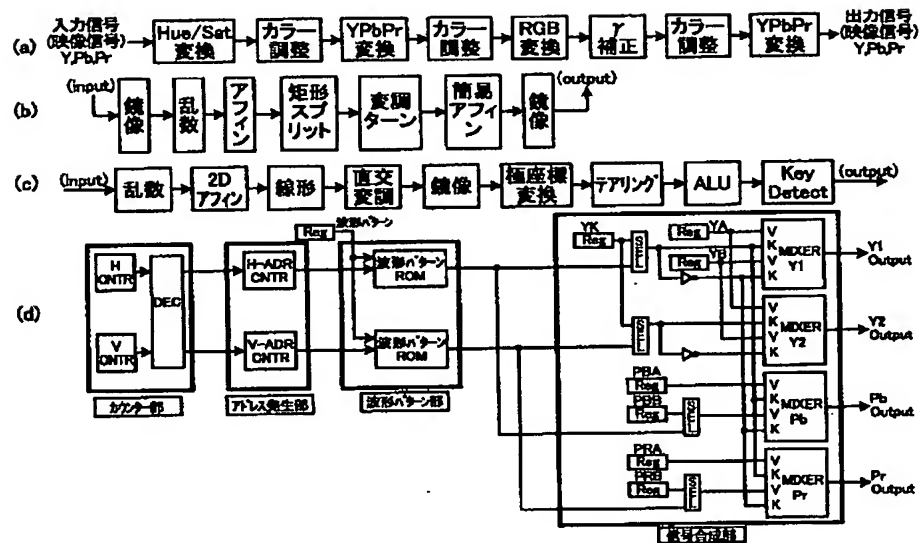 (a)
入力信号
(映像信号)
Y,Pb,Pr
Hue/Sat
変換
カラー
調整
YPbPr
変換
カラー
調整
RGB
変換
γ
補正
カラー
調整
YPbPr
変換
出力信号
(映像信号)
Y,Pb,Pr
(b)
(input)
鏡像
乱数
アフィン
矩形
スプ
リット
変調
ターン
簡易
アフィ
ン
鏡像
(output)
(c)
(input)
乱数
2D
アフィン
線形
直交
変調
鏡像
極座標
変換
テアリング
ALU
Key
Detect
(output)
(d)
H
CNTR
V
CNTR
DEC
カウンター部
H-ADR
CNTR
V-ADR
CNTR
アドレス発生部
Reg
波形パターン
波形パターン
ROM
波形パターン
ROM
波形パターン部
YK
Reg
YA
Reg
YB
Reg
SEL
V
K
V
K
MIXER
Y1
Y1
Output
SEL
V
K
V
K
MIXER
Y2
Y2
Output
PBA
Reg
PBB
Reg
SEL
V
K
V
K
MIXER
Pb
Pb
Output
PRA
Reg
PRB
Reg
SEL
V
K
V
K
MIXER
Pr
Pr
Output
信号合成部